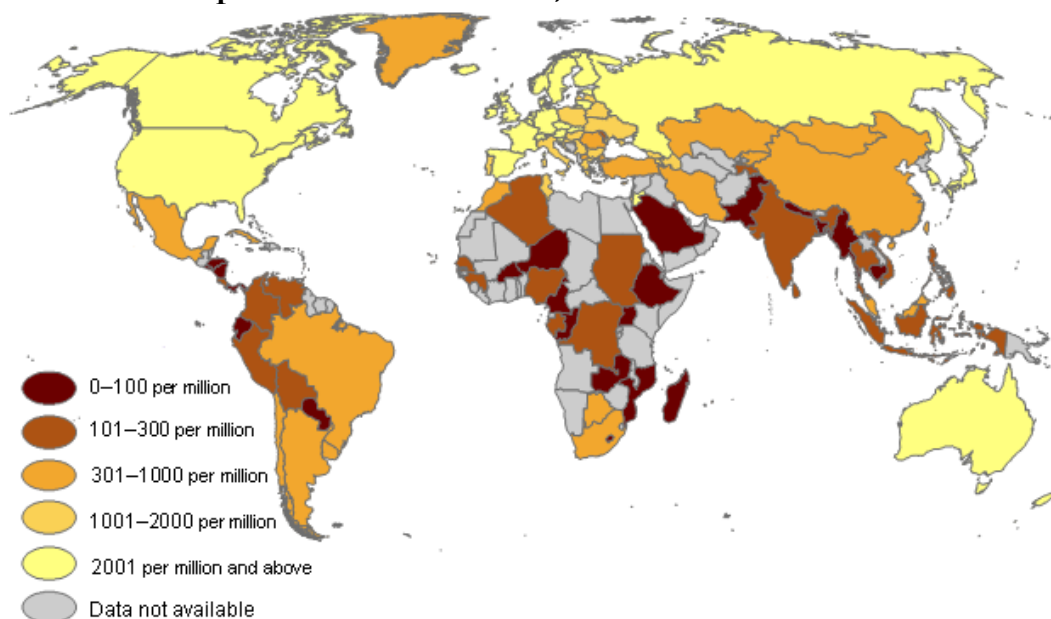 0–100 per million
101–300 per million
301–1000 per million
1001–2000 per million
2001 per million and above
Data not available